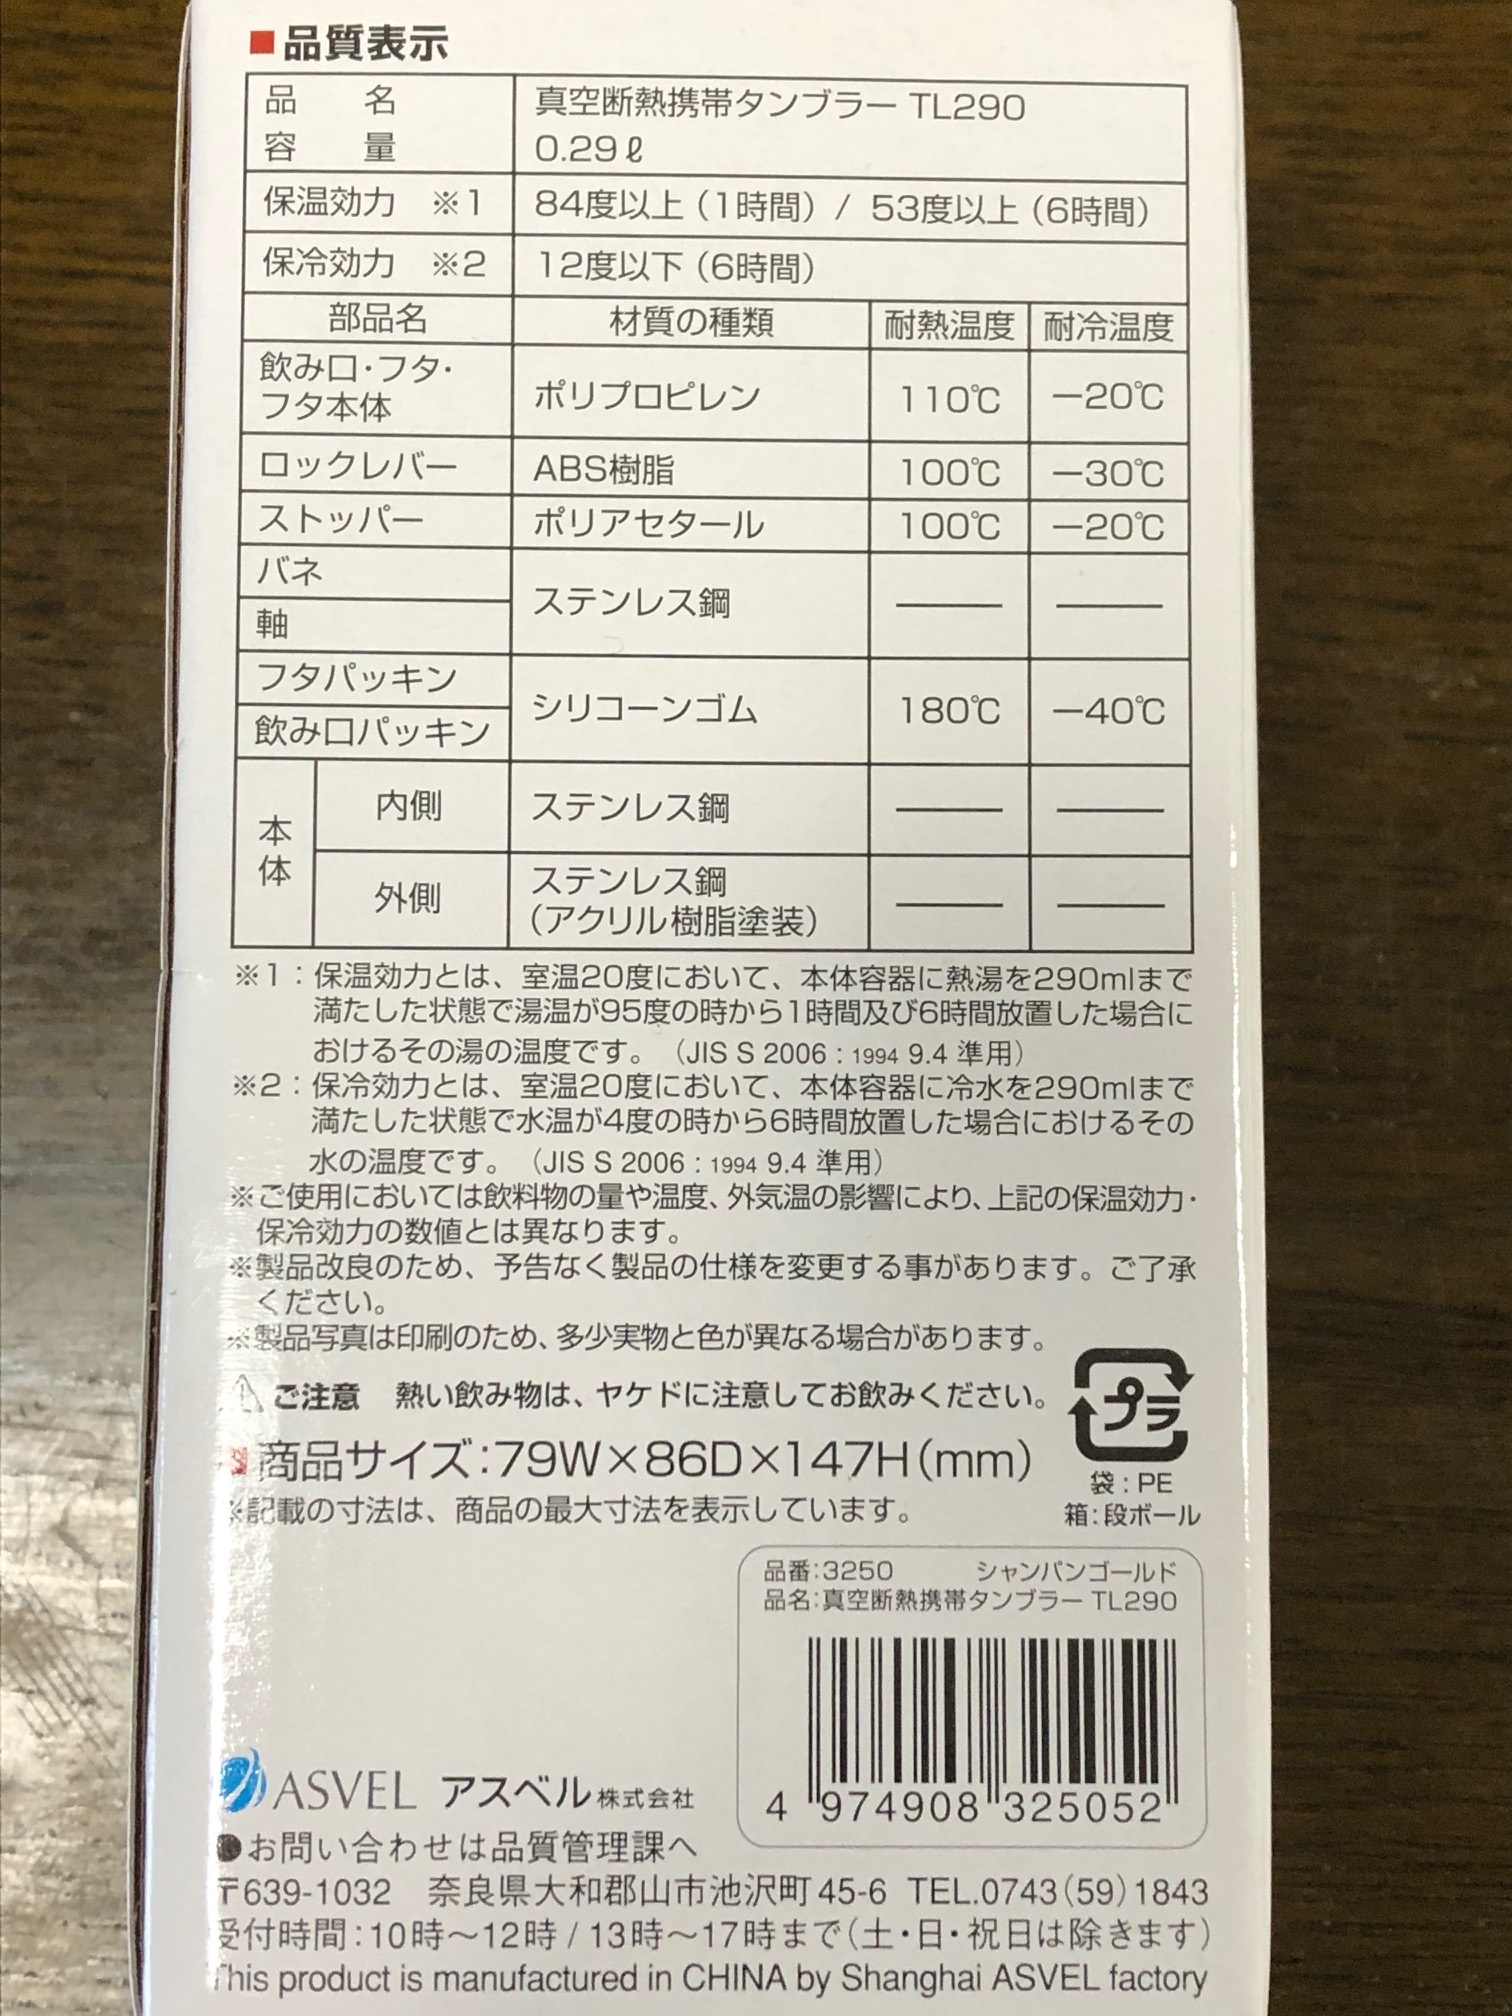 ■品質表示
品　名　真空断熱携帯タンブラー TL290
容　量　0.29ℓ
保温効力　※1　84度以上（1時間）/ 53度以上（6時間）
保冷効力　※2　12度以下（6時間）
部品名　材質の種類　耐熱温度　耐冷温度
飲み口・フタ・
フタ本体　ポリプロピレン　110℃　−20℃
ロックレバー　ABS樹脂　100℃　−30℃
ストッパー　ポリアセタール　100℃　−20℃
バネ
軸　ステンレス鋼　――　――
フタパッキン
飲み口パッキン　シリコーンゴム　180℃　−40℃
本体　内側　ステンレス鋼　――　――
外側　ステンレス鋼
（アクリル樹脂塗装）　――　――
※1：保温効力とは、室温20度において、本体容器に熱湯を290mlまで
満たした状態で湯温が95度の時から1時間及び6時間放置した場合に
おけるその湯の温度です。（JIS S 2006：1994 9.4 準用）
※2：保冷効力とは、室温20度において、本体容器に冷水を290mlまで
満たした状態で水温が4度の時から6時間放置した場合におけるその
水の温度です。（JIS S 2006：1994 9.4 準用）
※ご使用においては飲料物の量や温度、外気温の影響により、上記の保温効力・
保冷効力の数値とは異なります。
※製品改良のため、予告なく製品の仕様を変更する事があります。ご了承
ください。
※製品写真は印刷のため、多少実物と色が異なる場合があります。
⚠ご注意　熱い飲み物は、ヤケドに注意してお飲みください。
プラ
■商品サイズ：79W×86D×147H（mm）
袋：PE
※記載の寸法は、商品の最大寸法を表示しています。
箱：段ボール
品番：3250　シャンパンゴールド
品名：真空断熱携帯タンブラー TL290
4 974908 325052
ASVEL アスベル株式会社
●お問い合わせは品質管理課へ
〒639-1032　奈良県大和郡山市池沢町 45-6　TEL.0743（59）1843
受付時間：10時～12時 / 13時～17時まで（土・日・祝日は除きます）
This product is manufactured in CHINA by Shanghai ASVEL factory